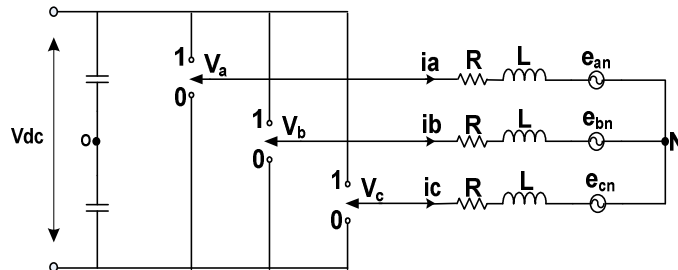 1 Va ia R L ean
0
Vdc o 1 Vb ib R L ebn N
0
1 Vc ic R L ecn
0